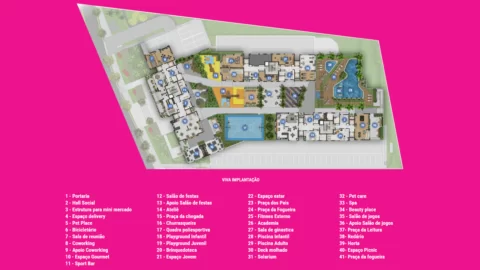 VIVA IMPLANTAÇÃO
1 - Portaria
2 - Hall Social
3 - Estrutura para mini mercado
4 - Espaço delivery
5 - Pet Place
6 - Bicicletário
7 - Sala de reunião
8 - Coworking
9 - Apoio Coworking
10 - Espaço Gourmet
11 - Sport Bar
12 - Salão de festas
13 - Apoio Salão de festas
14 - Ateliê
15 - Praça da chegada
16 - Churrasqueira
17 - Quadra poliesportiva
18 - Playground Infantil
19 - Playground Juvenil
20 - Brinquedoteca
21 - Espaço Jovem
22 - Espaço
23 - Praça dos Pais
24 - Praça da Fogueira
25 - Fitness Externo
26 - Academia
27 - Sala de ginástica
28 - Piscina Infantil
29 - Piscina Adulto
30 - Deck molhado
31 - Solarium
32 - Pet care
33 - Spa
34 - Beauty place
35 - Salão de jogos
36 - Apoio Salão de jogos
37 - Praça da Leitura
38 - Redário
39 - Horta
40 - Espaço Picnic
41 - Praça do fogueiro